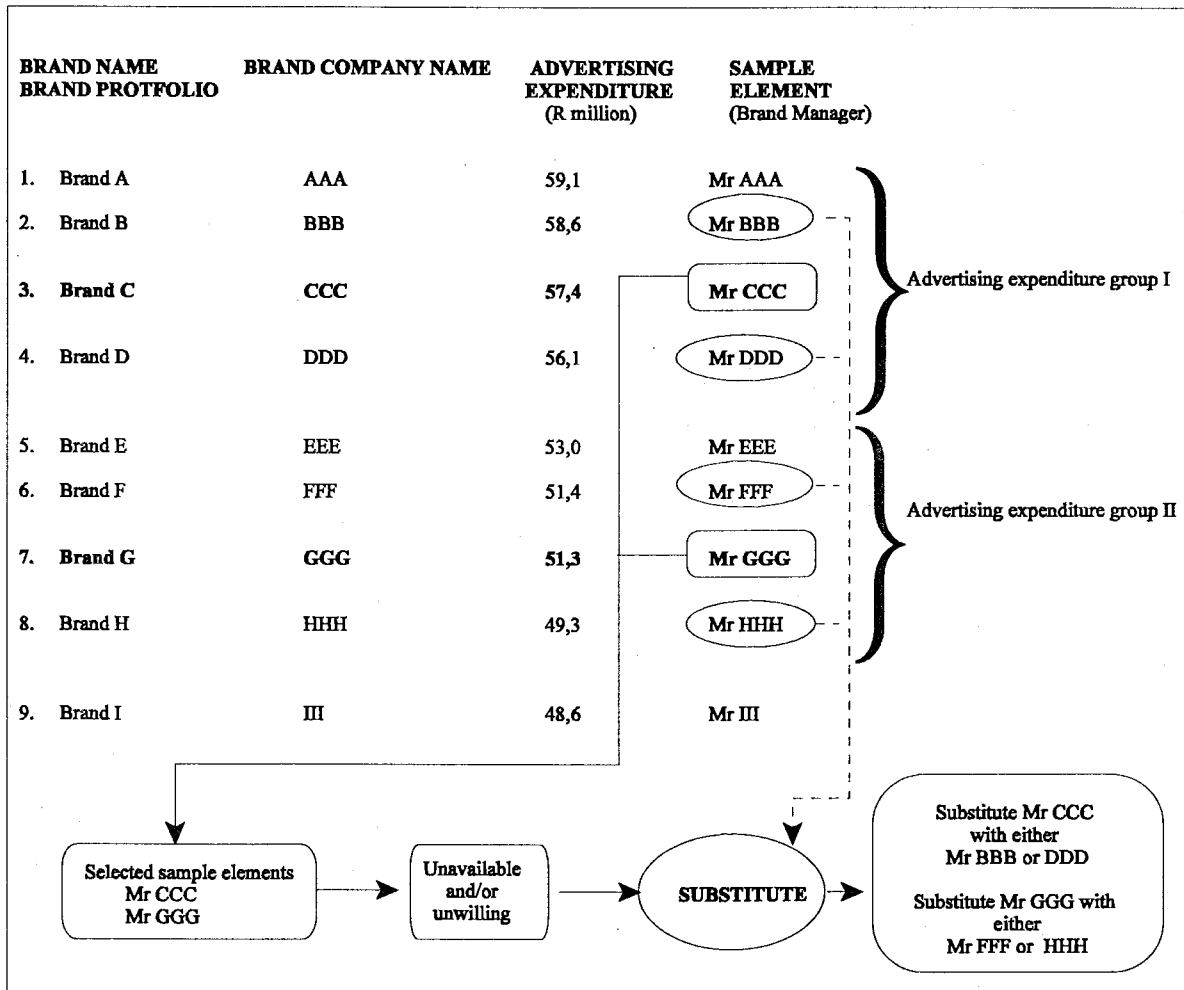 BRAND NAME BRAND COMPANY NAME ADVERTISING SAMPLE
BRAND PROTFOLIO EXPENDITURE ELEMENT
(R million) (Brand Manager)
1. Brand A AAA 59,1 Mr AAA
2. Brand B BBB 58,6 Mr BBB
3. Brand C CCC 57,4 Mr CCC
Advertising expenditure group I
4. Brand D DDD 56,1 Mr DDD
5. Brand E EEE 53,0 Mr EEE
6. Brand F FFF 51,4 Mr FFF
Advertising expenditure group II
7. Brand G GGG 51,3 Mr GGG
8. Brand H HHH 49,3 Mr HHH
9. Brand I III 48,6 Mr III
Selected sample elements
Mr CCC
Mr GGG
Unavailable
and/or
unwilling
SUBSTITUTE
Substitute Mr CCC
with either
Mr BBB or DDD
Substitute Mr GGG with
either
Mr FFF or HHH